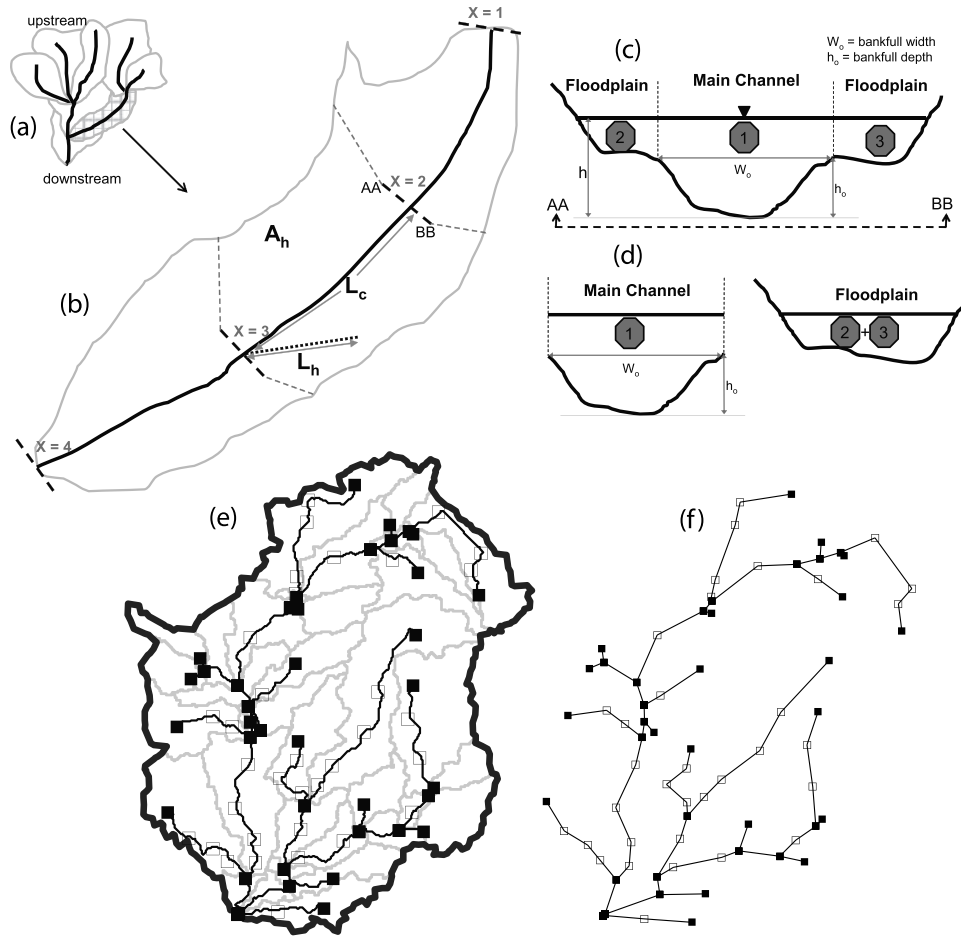 upstream
(a)
downstream
X = 1
(b)
AA
X = 2
BB
Ah
Lc
X = 3
Lh
X = 4
(c)
Wo = bankfull width
ho = bankfull depth
Floodplain
Main Channel
Floodplain
2
1
3
h
Wo
ho
AA
BB
(d)
Main Channel
1
Wo
ho
Floodplain
2+3
(e)
(f)